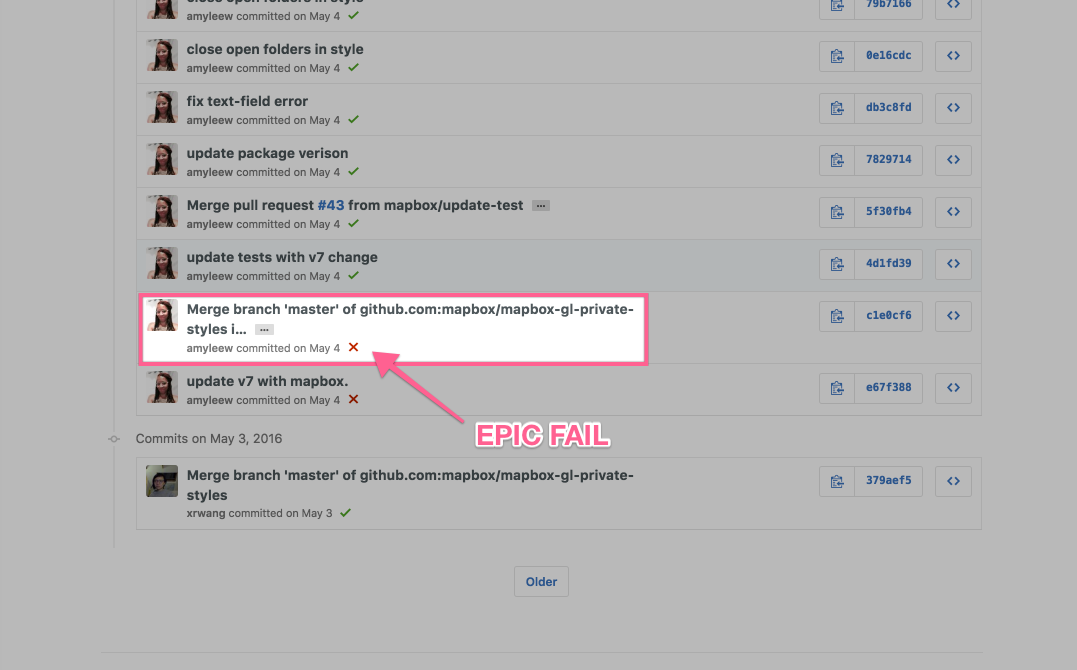 close open folders in style
amyleew committed on May 4
79b7166
close open folders in style
amyleew committed on May 4
0e16cdc
fix text-field error
amyleew committed on May 4
db3c8fd
update package verison
amyleew committed on May 4
7829714
Merge pull request #43 from mapbox/update-test …
amyleew committed on May 4
5f30fb4
update tests with v7 change
amyleew committed on May 4
4d1fd39
Merge branch 'master' of github.com:mapbox/mapbox-gl-private-
styles i... …
amyleew committed on May 4
c1e0cf6
update v7 with mapbox.
amyleew committed on May 4
e67f388
EPIC FAIL
Commits on May 3, 2016
Merge branch 'master' of github.com:mapbox/mapbox-gl-private-
styles
xrwang committed on May 3
379aef5
Older